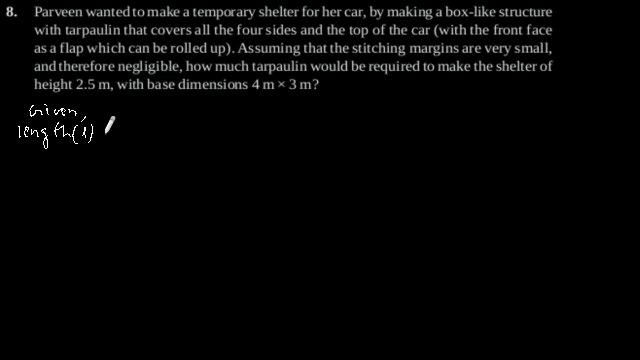 8. Parveen wanted to make a temporary shelter for her car, by making a box-like structure
with tarpaulin that covers all the four sides and the top of the car (with the front face
as a flap which can be rolled up). Assuming that the stitching margins are very small,
and therefore negligible, how much tarpaulin would be required to make the shelter of
height 2.5 m, with base dimensions 4 m × 3 m?
Given,
length(l)